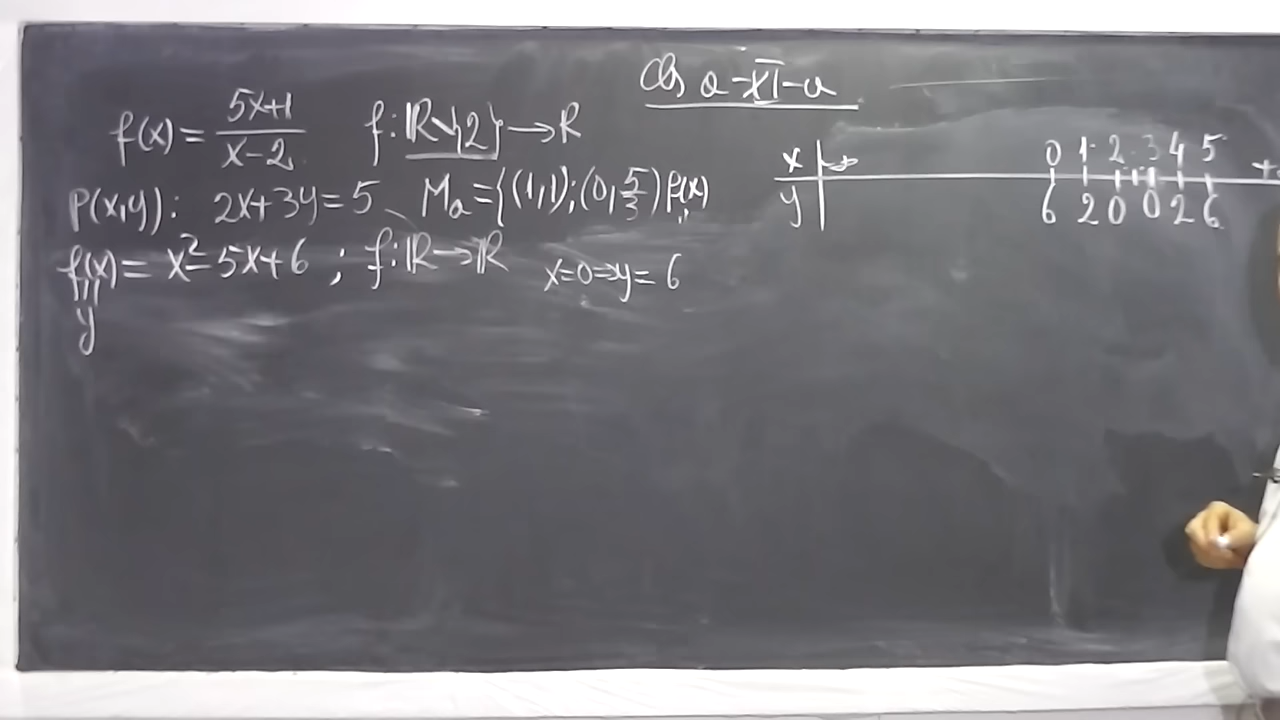 Cls a-XI-a
f(x) = (5x+1)/(x-2) f: ℝ\{2} → ℝ
P(x,y): 2x+3y=5 Ma={(1,1);(0,5/3) f(x)
f(x) = x²-5x+6 ; f:ℝ→ℝ x=0⇒y=6
y
x | -∞ 0 1 2 3 4 5 +
y | 6 2 0 0 2 6